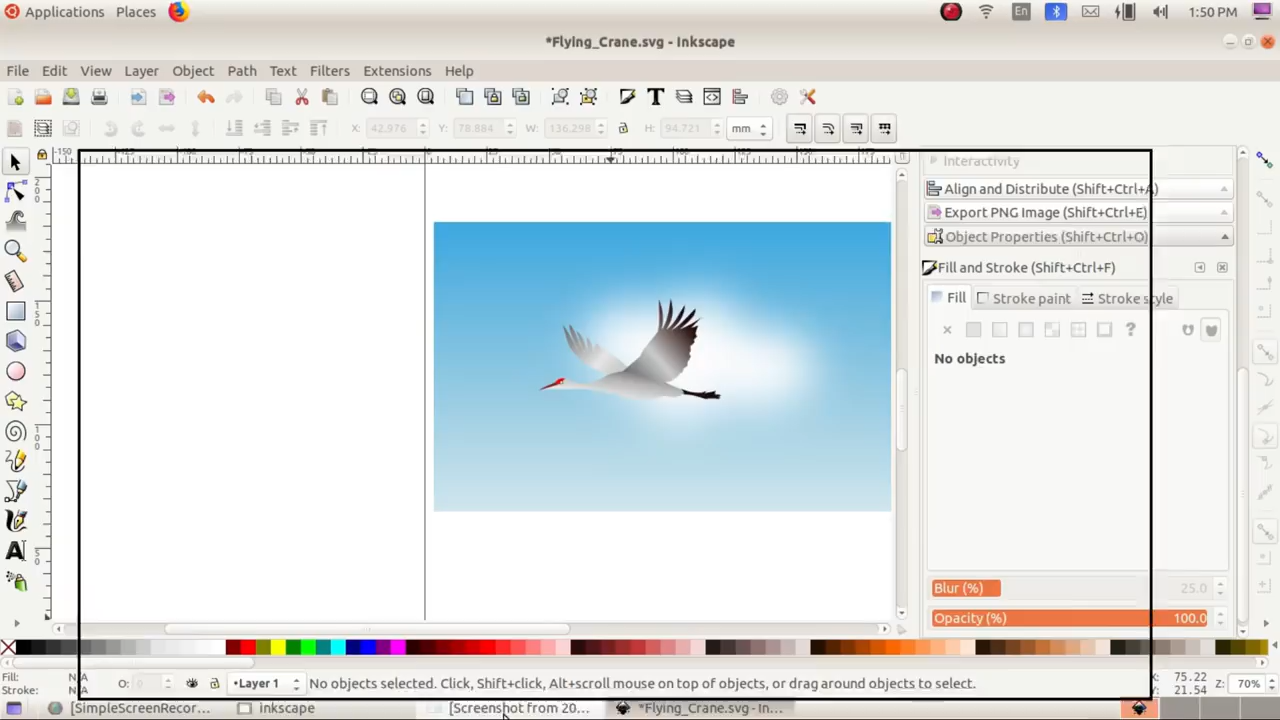 Applications Places En 1:50 PM
*Flying_Crane.svg - Inkscape
File Edit View Layer Object Path Text Filters Extensions Help
X: 42.976 Y: 78.884 W: 136.298 H: 94.721 mm
Interactivity
Align and Distribute (Shift+Ctrl+A)
Export PNG Image (Shift+Ctrl+E)
Object Properties (Shift+Ctrl+O)
Fill and Stroke (Shift+Ctrl+F)
Fill Stroke paint Stroke style
No objects
Blur (%) 25.0
Opacity (%) 100.0
Fill: N/A
Stroke: N/A
O: 0 •Layer 1 No objects selected. Click, Shift+click, Alt+scroll mouse on top of objects, or drag around objects to select.
X: 75.22
Y: 21.54
Z: 70%
[SimpleScreenRecor... inkscape [Screenshot from 20... *Flying_Crane.svg - In...